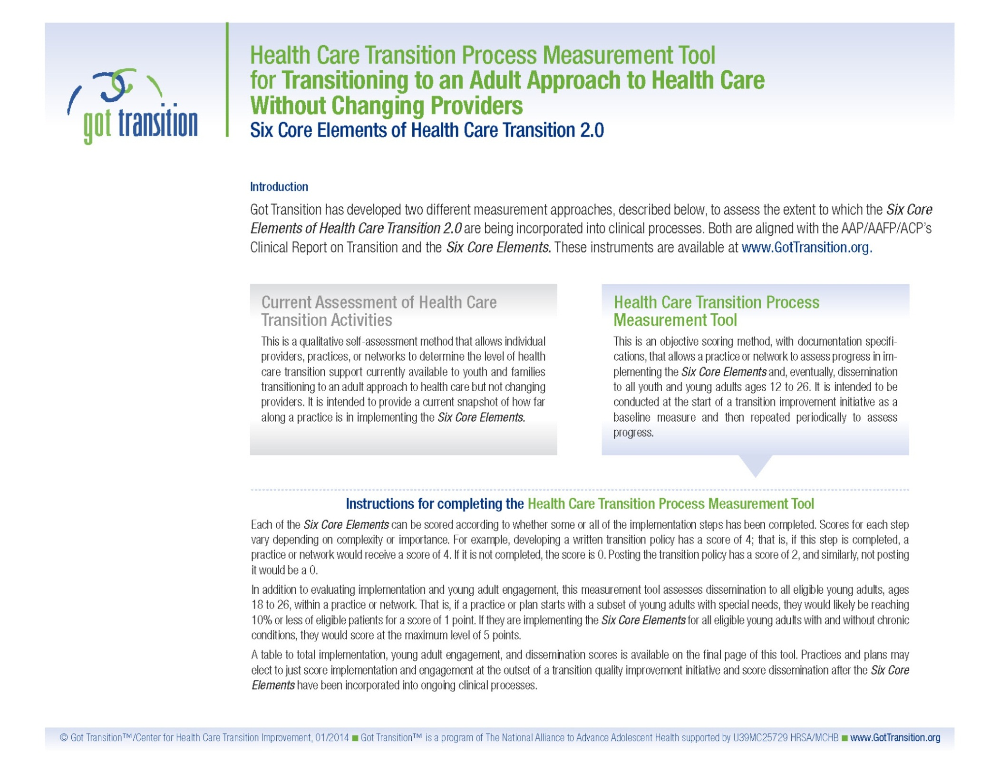 Health Care Transition Process Measurement Tool
for Transitioning to an Adult Approach to Health Care
Without Changing Providers
Six Core Elements of Health Care Transition 2.0
got transition
Introduction
Got Transition has developed two different measurement approaches, described below, to assess the extent to which the Six Core
Elements of Health Care Transition 2.0 are being incorporated into clinical processes. Both are aligned with the AAP/AAFP/ACP's
Clinical Report on Transition and the Six Core Elements. These instruments are available at www.GotTransition.org.
Current Assessment of Health Care
Transition Activities
This is a qualitative self-assessment method that allows individual
providers, practices, or networks to determine the level of health
care transition support currently available to youth and families
transitioning to an adult approach to health care but not changing
providers. It is intended to provide a current snapshot of how far
along a practice is in implementing the Six Core Elements.
Health Care Transition Process
Measurement Tool
This is an objective scoring method, with documentation specifi-
cations, that allows a practice or network to assess progress in im-
plementing the Six Core Elements and, eventually, dissemination
to all youth and young adults ages 12 to 26. It is intended to be
conducted at the start of a transition improvement initiative as a
baseline measure and then repeated periodically to assess
progress.
Instructions for completing the Health Care Transition Process Measurement Tool
Each of the Six Core Elements can be scored according to whether some or all of the implementation steps has been completed. Scores for each step
vary depending on complexity or importance. For example, developing a written transition policy has a score of 4; that is, if this step is completed, a
practice or network would receive a score of 4. If it is not completed, the score is 0. Posting the transition policy has a score of 2, and similarly, not posting
it would be a 0.
In addition to evaluating implementation and young adult engagement, this measurement tool assesses dissemination to all eligible young adults, ages
18 to 26, within a practice or network. That is, if a practice or plan starts with a subset of young adults with special needs, they would likely be reaching
10% or less of eligible patients for a score of 1 point. If they are implementing the Six Core Elements for all eligible young adults with and without chronic
conditions, they would score at the maximum level of 5 points.
A table to total implementation, young adult engagement, and dissemination scores is available on the final page of this tool. Practices and plans may
elect to just score implementation and engagement at the outset of a transition quality improvement initiative and score dissemination after the Six Core
Elements have been incorporated into ongoing clinical processes.
© Got Transition™/Center for Health Care Transition Improvement, 01/2014 ■ Got Transition™ is a program of The National Alliance to Advance Adolescent Health supported by U39MC25729 HRSA/MCHB ■ www.GotTransition.org